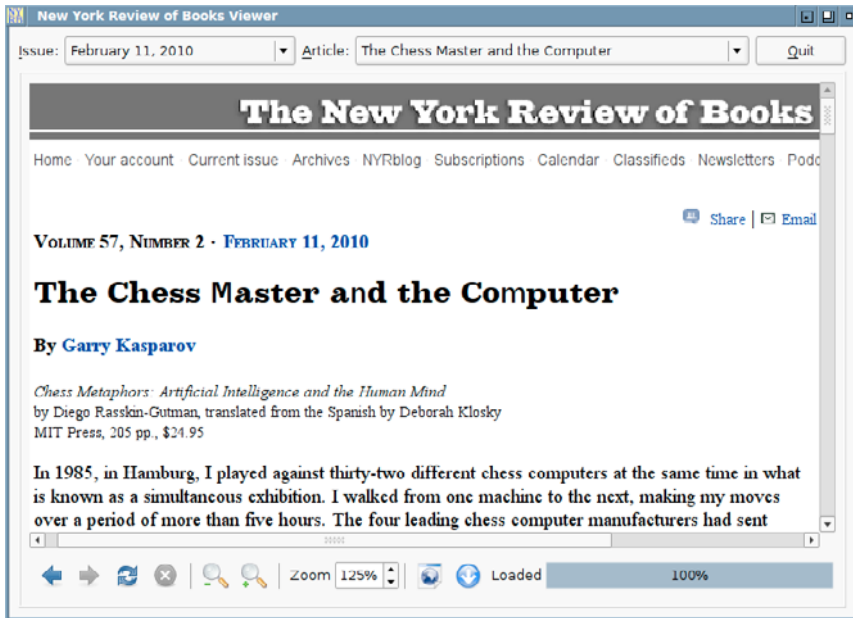 New York Review of Books Viewer
Issue: February 11, 2010 Article: The Chess Master and the Computer Quit
The New York Review of Books
Home · Your account · Current issue · Archives · NYRblog · Subscriptions · Calendar · Classifieds · Newsletters · Podc
Share | Email
VOLUME 57, NUMBER 2 · FEBRUARY 11, 2010
The Chess Master and the Computer
By Garry Kasparov
Chess Metaphors: Artificial Intelligence and the Human Mind
by Diego Rasskin-Gutman, translated from the Spanish by Deborah Klosky
MIT Press, 205 pp., $24.95
In 1985, in Hamburg, I played against thirty-two different chess computers at the same time in what
is known as a simultaneous exhibition. I walked from one machine to the next, making my moves
over a period of more than five hours. The four leading chess computer manufacturers had sent
Zoom 125% Loaded 100%